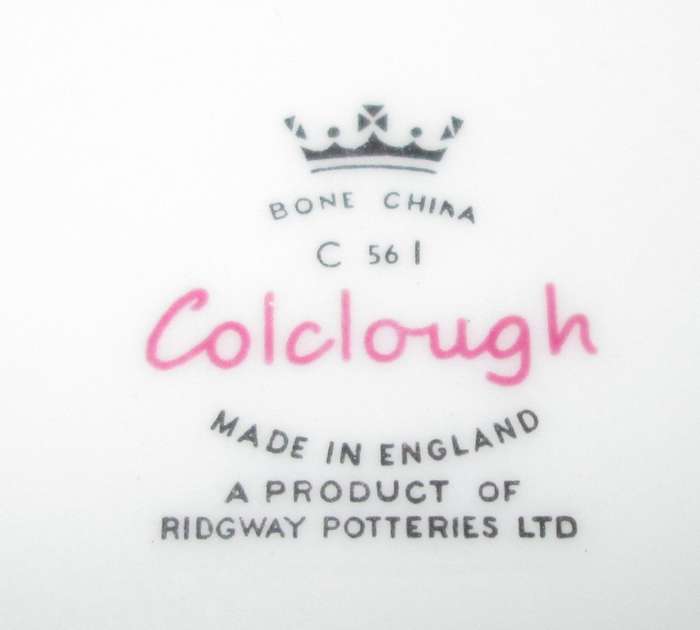 BONE CHINA
C 561
Colclough
MADE IN ENGLAND
A PRODUCT OF
RIDGWAY POTTERIES LTD